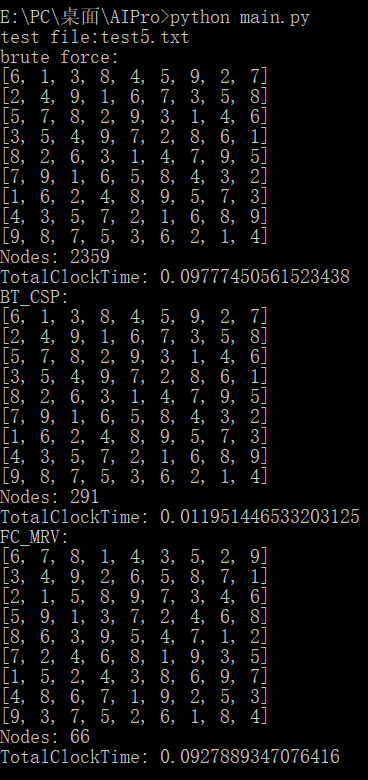 E:\PC\桌面\AIPro>python main.py
test file:test5.txt
brute force:
[6, 1, 3, 8, 4, 5, 9, 2, 7]
[2, 4, 9, 1, 6, 7, 3, 5, 8]
[5, 7, 8, 2, 9, 3, 1, 4, 6]
[3, 5, 4, 9, 7, 2, 8, 6, 1]
[8, 2, 6, 3, 1, 4, 7, 9, 5]
[7, 9, 1, 6, 5, 8, 4, 3, 2]
[1, 6, 2, 4, 8, 9, 5, 7, 3]
[4, 3, 5, 7, 2, 1, 6, 8, 9]
[9, 8, 7, 5, 3, 6, 2, 1, 4]
Nodes: 2359
TotalClockTime: 0.09777450561523438
BT_CSP:
[6, 1, 3, 8, 4, 5, 9, 2, 7]
[2, 4, 9, 1, 6, 7, 3, 5, 8]
[5, 7, 8, 2, 9, 3, 1, 4, 6]
[3, 5, 4, 9, 7, 2, 8, 6, 1]
[8, 2, 6, 3, 1, 4, 7, 9, 5]
[7, 9, 1, 6, 5, 8, 4, 3, 2]
[1, 6, 2, 4, 8, 9, 5, 7, 3]
[4, 3, 5, 7, 2, 1, 6, 8, 9]
[9, 8, 7, 5, 3, 6, 2, 1, 4]
Nodes: 291
TotalClockTime: 0.011951446533203125
FC_MRV:
[6, 7, 8, 1, 4, 3, 5, 2, 9]
[3, 4, 9, 2, 6, 5, 8, 7, 1]
[2, 1, 5, 8, 9, 7, 3, 4, 6]
[5, 9, 1, 3, 7, 2, 4, 6, 8]
[8, 6, 3, 9, 5, 4, 7, 1, 2]
[7, 2, 4, 6, 8, 1, 9, 3, 5]
[1, 5, 2, 4, 3, 8, 6, 9, 7]
[4, 8, 6, 7, 1, 9, 2, 5, 3]
[9, 3, 7, 5, 2, 6, 1, 8, 4]
Nodes: 66
TotalClockTime: 0.0927889347076416